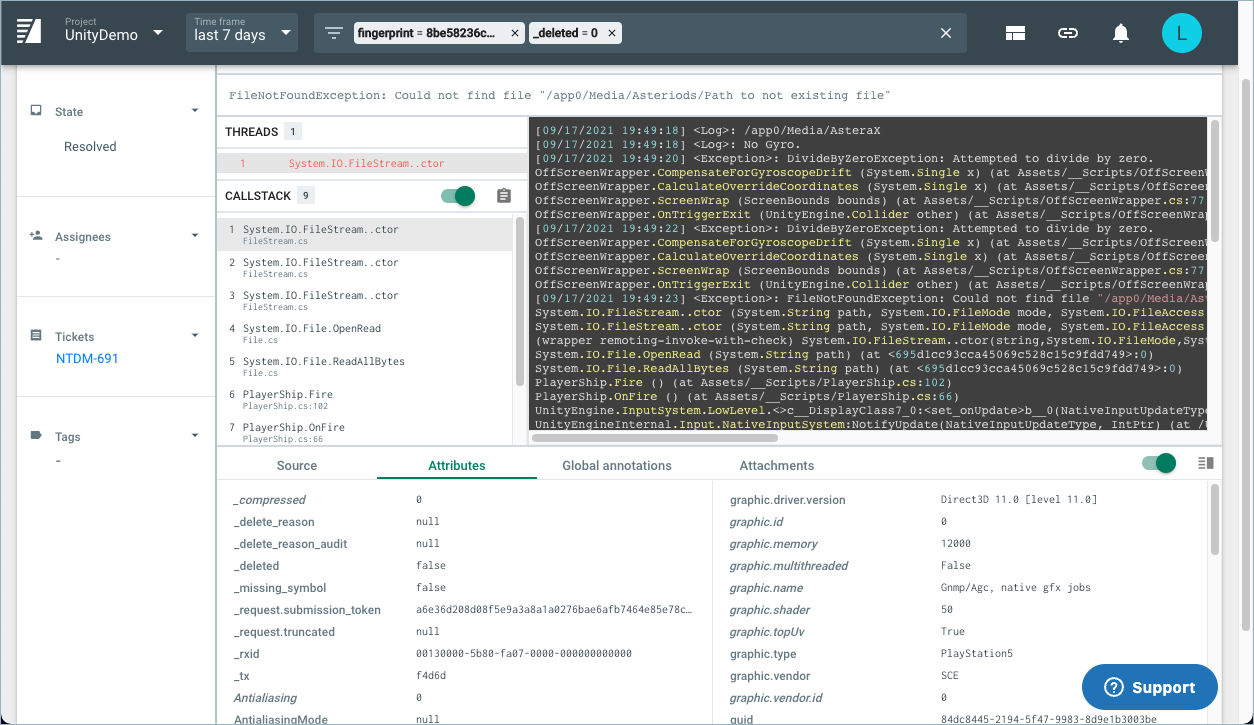 Project
UnityDemo
Time frame
last 7 days
fingerprint = 8be58236c... ×
_deleted = 0 ×
L
State
Resolved
Assignees
-
Tickets
NTDM-691
Tags
-
FileNotFoundException: Could not find file "/app0/Media/Asteriods/Path to not existing file"
THREADS 1
1 System.IO.FileStream..ctor
CALLSTACK 9
1 System.IO.FileStream..ctor
FileStream.cs
2 System.IO.FileStream..ctor
FileStream.cs
3 System.IO.FileStream..ctor
FileStream.cs
4 System.IO.File.OpenRead
File.cs
5 System.IO.File.ReadAllBytes
File.cs
6 PlayerShip.Fire
PlayerShip.cs:102
7 PlayerShip.OnFire
PlayerShip.cs:66
[09/17/2021 19:49:18] <Log>: /app0/Media/AsteraX
[09/17/2021 19:49:18] <Log>: No Gyro.
[09/17/2021 19:49:20] <Exception>: DivideByZeroException: Attempted to divide by zero.
OffScreenWrapper.CompensateForGyroscopeDrift (System.Single x) (at Assets/__Scripts/OffScreen
OffScreenWrapper.CalculateOverrideCoordinates (System.Single x) (at Assets/__Scripts/OffScreen
OffScreenWrapper.ScreenWrap (ScreenBounds bounds) (at Assets/__Scripts/OffScreenWrapper.cs:77
OffScreenWrapper.OnTriggerExit (UnityEngine.Collider other) (at Assets/__Scripts/OffScreenWrap
[09/17/2021 19:49:22] <Exception>: DivideByZeroException: Attempted to divide by zero.
OffScreenWrapper.CompensateForGyroscopeDrift (System.Single x) (at Assets/__Scripts/OffScreen
OffScreenWrapper.CalculateOverrideCoordinates (System.Single x) (at Assets/__Scripts/OffScreen
OffScreenWrapper.ScreenWrap (ScreenBounds bounds) (at Assets/__Scripts/OffScreenWrapper.cs:77
OffScreenWrapper.OnTriggerExit (UnityEngine.Collider other) (at Assets/__Scripts/OffScreenWrap
[09/17/2021 19:49:23] <Exception>: FileNotFoundException: Could not find file "/app0/Media/Ast
System.IO.FileStream..ctor (System.String path, System.IO.FileMode mode, System.IO.FileAccess
System.IO.FileStream..ctor (System.String path, System.IO.FileMode mode, System.IO.FileAccess
(wrapper remoting-invoke-with-check) System.IO.FileStream..ctor(string,System.IO.FileMode,Syst
System.IO.File.OpenRead (System.String path) (at <695d1cc93cca45069c528c15c9fdd749>:0)
System.IO.File.ReadAllBytes (System.String path) (at <695d1cc93cca45069c528c15c9fdd749>:0)
PlayerShip.Fire () (at Assets/__Scripts/PlayerShip.cs:102)
PlayerShip.OnFire () (at Assets/__Scripts/PlayerShip.cs:66)
UnityEngine.InputSystem.LowLevel.<>c__DisplayClass7_0:<set_onUpdate>b__0(NativeInputUpdateType
UnityEngineInternal.Input.NativeInputSystem:NotifyUpdate(NativeInputUpdateType, IntPtr) (at /U
Source Attributes Global annotations Attachments
_compressed 0
_delete_reason null
_delete_reason_audit null
_deleted false
_missing_symbol false
_request.submission_token a6e36d208d08f5e9a3a8a1a0276bae6afb7464e85e78c...
_request.truncated null
_rxid 00130000-5b80-fa07-0000-000000000000
_tx f4d6d
Antialiasing 0
AntialiasingMode null
graphic.driver.version Direct3D 11.0 [level 11.0]
graphic.id 0
graphic.memory 12000
graphic.multithreaded False
graphic.name Gnmp/Agc, native gfx jobs
graphic.shader 50
graphic.topUv True
graphic.type PlayStation5
graphic.vendor SCE
graphic.vendor.id 0
guid 84dc8445-2194-5f47-9983-8d9e1b3003be
Support